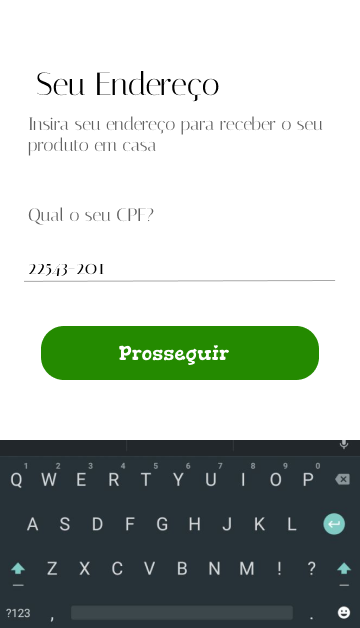 Seu Endereço
Insira seu endereço para receber o seu
produto em casa
Qual o seu CPF?
22543-201
Prosseguir
1 2 3 4 5 6 7 8 9 0
Q W E R T Y U I O P
A S D F G H J K L
Z X C V B N M ! ?
?123 , .